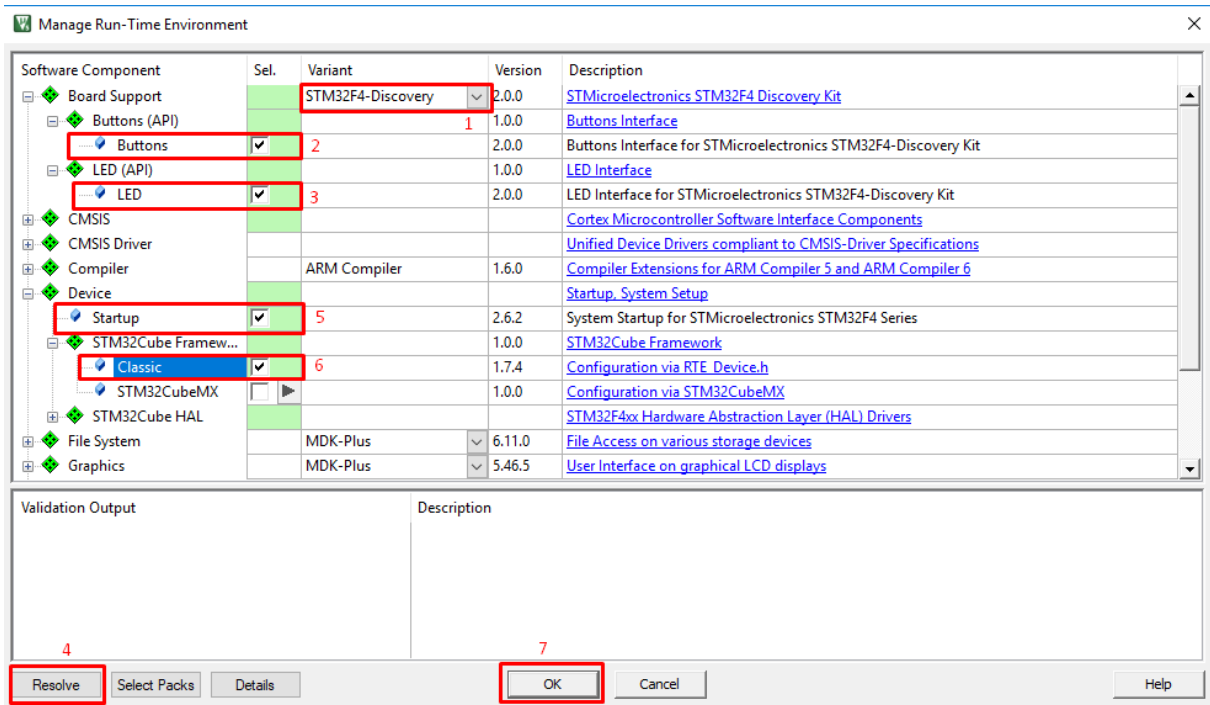 Manage Run-Time Environment
Software Component Sel. Variant Version Description
Board Support STM32F4-Discovery 2.0.0 STMicroelectronics STM32F4 Discovery Kit
1
Buttons (API) 1.0.0 Buttons Interface
Buttons 2 2.0.0 Buttons Interface for STMicroelectronics STM32F4-Discovery Kit
LED (API) 1.0.0 LED Interface
LED 3 2.0.0 LED Interface for STMicroelectronics STM32F4-Discovery Kit
CMSIS Cortex Microcontroller Software Interface Components
CMSIS Driver Unified Device Drivers compliant to CMSIS-Driver Specifications
Compiler ARM Compiler 1.6.0 Compiler Extensions for ARM Compiler 5 and ARM Compiler 6
Device Startup, System Setup
Startup 5 2.6.2 System Startup for STMicroelectronics STM32F4 Series
STM32Cube Framew... 1.0.0 STM32Cube Framework
Classic 6 1.7.4 Configuration via RTE_Device.h
STM32CubeMX 1.0.0 Configuration via STM32CubeMX
STM32Cube HAL STM32F4xx Hardware Abstraction Layer (HAL) Drivers
File System MDK-Plus 6.11.0 File Access on various storage devices
Graphics MDK-Plus 5.46.5 User Interface on graphical LCD displays
Validation Output Description
4 7
Resolve Select Packs Details OK Cancel Help